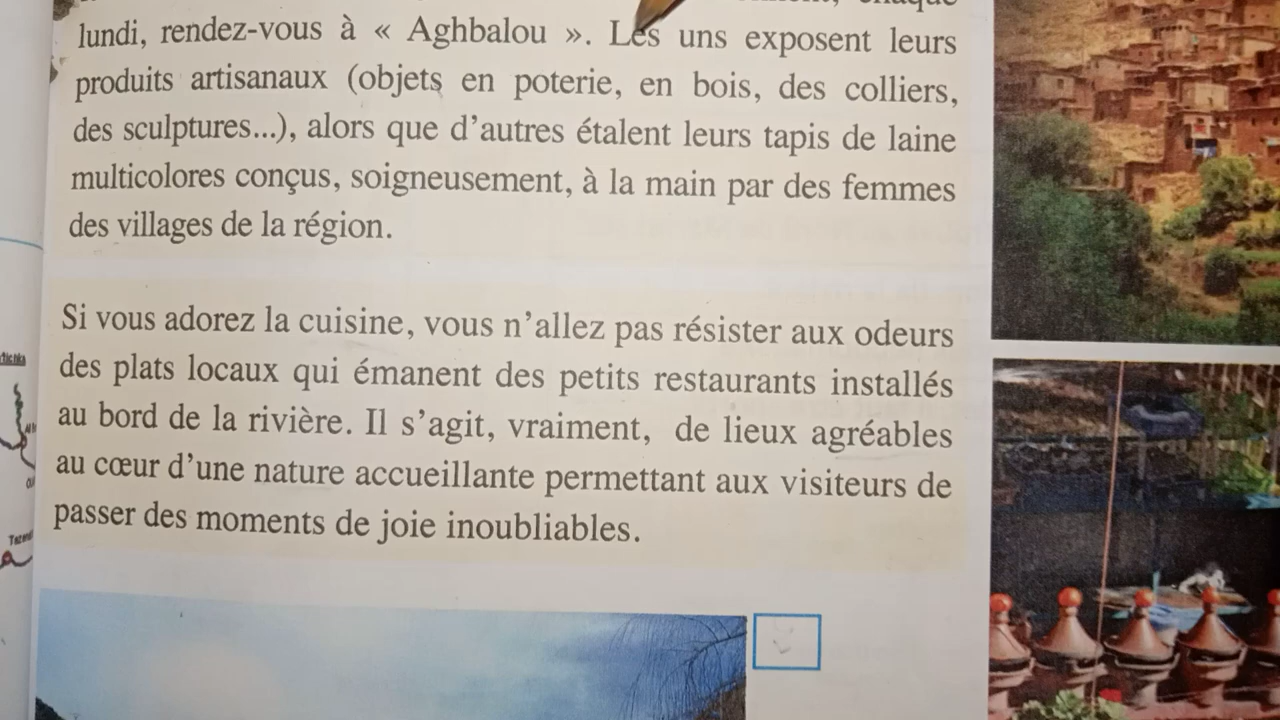 chaque
lundi, rendez-vous à « Aghbalou ». Les uns exposent leurs
produits artisanaux (objets en poterie, en bois, des colliers,
des sculptures...), alors que d’autres étalent leurs tapis de laine
multicolores conçus, soigneusement, à la main par des femmes
des villages de la région.
Si vous adorez la cuisine, vous n’allez pas résister aux odeurs
des plats locaux qui émanent des petits restaurants installés
au bord de la rivière. Il s’agit, vraiment, de lieux agréables
au cœur d’une nature accueillante permettant aux visiteurs de
passer des moments de joie inoubliables.